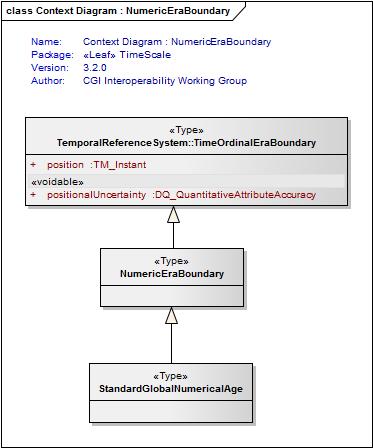 class Context Diagram : NumericEraBoundary
Name: Context Diagram : NumericEraBoundary
Package: «Leaf» TimeScale
Version: 3.2.0
Author: CGI Interoperability Working Group
«Type»
TemporalReferenceSystem::TimeOrdinalEraBoundary
+ position :TM_Instant
«voidable»
+ positionalUncertainty :DQ_QuantitativeAttributeAccuracy
«Type»
NumericEraBoundary
«Type»
StandardGlobalNumericalAge